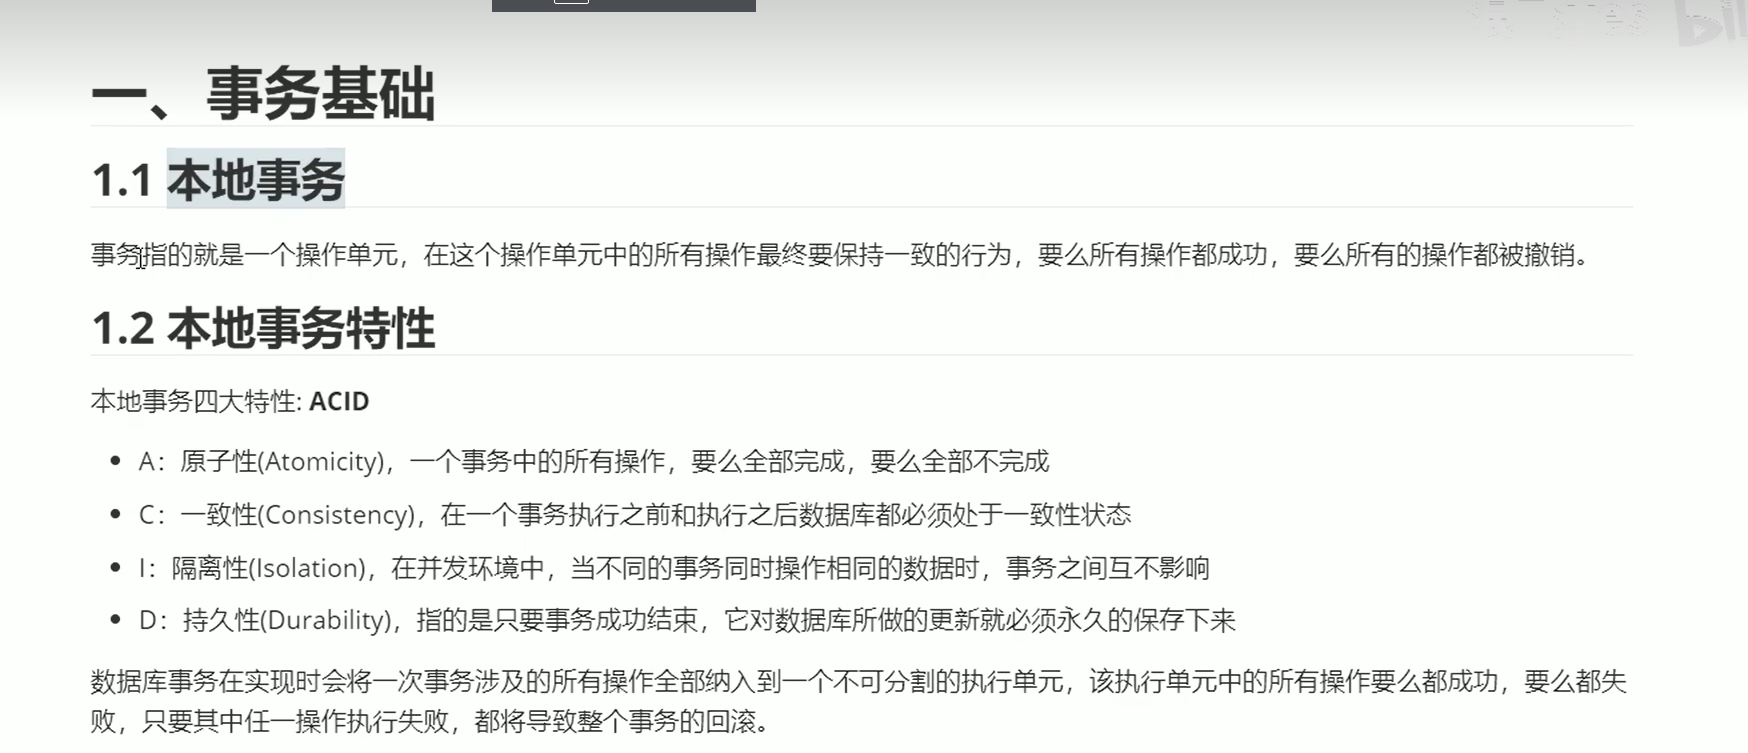 一、事务基础
1.1 本地事务
事务指的就是一个操作单元，在这个操作单元中的所有操作最终要保持一致的行为，要么所有操作都成功，要么所有的操作都被撤销。
1.2 本地事务特性
本地事务四大特性: ACID
A：原子性(Atomicity)，一个事务中的所有操作，要么全部完成，要么全部不完成
C：一致性(Consistency)，在一个事务执行之前和执行之后数据库都必须处于一致性状态
I：隔离性(Isolation)，在并发环境中，当不同的事务同时操作相同的数据时，事务之间互不影响
D：持久性(Durability)，指的是只要事务成功结束，它对数据库所做的更新就必须永久的保存下来
数据库事务在实现时会将一次事务涉及的所有操作全部纳入到一个不可分割的执行单元，该执行单元中的所有操作要么都成功，要么都失
败，只要其中任一操作执行失败，都将导致整个事务的回滚。